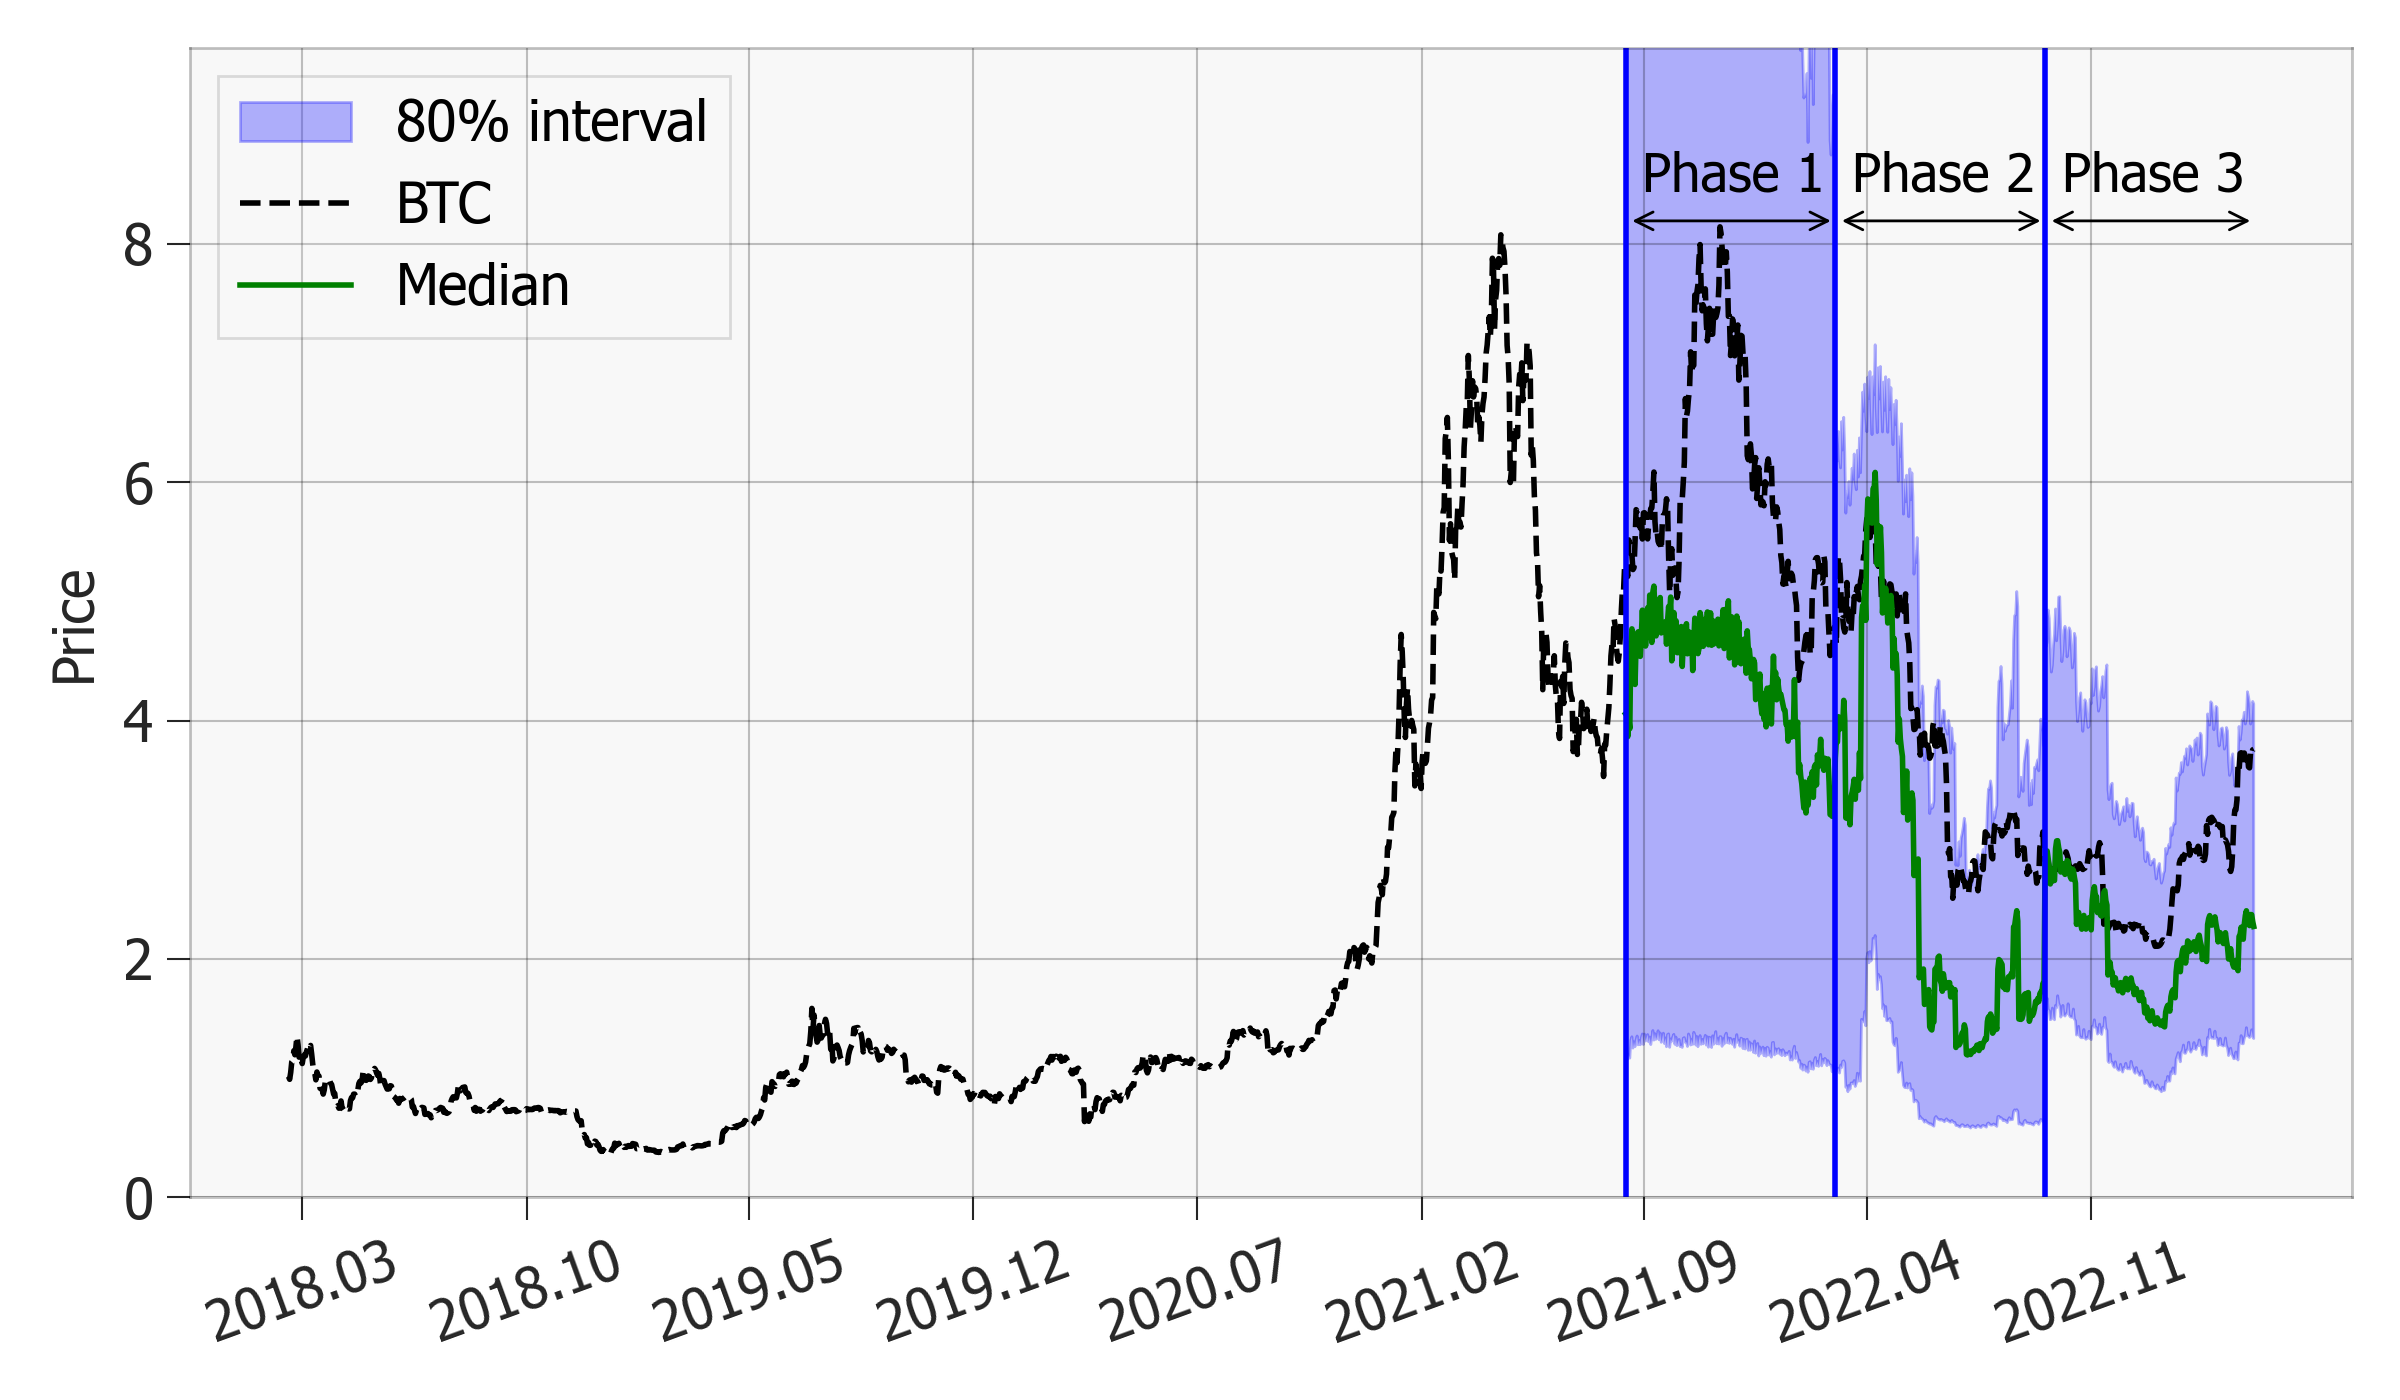 80% interval
BTC
Median
Phase 1
Phase 2
Phase 3
Price
8
6
4
2
0
2018.03
2018.10
2019.05
2019.12
2020.07
2021.02
2021.09
2022.04
2022.11